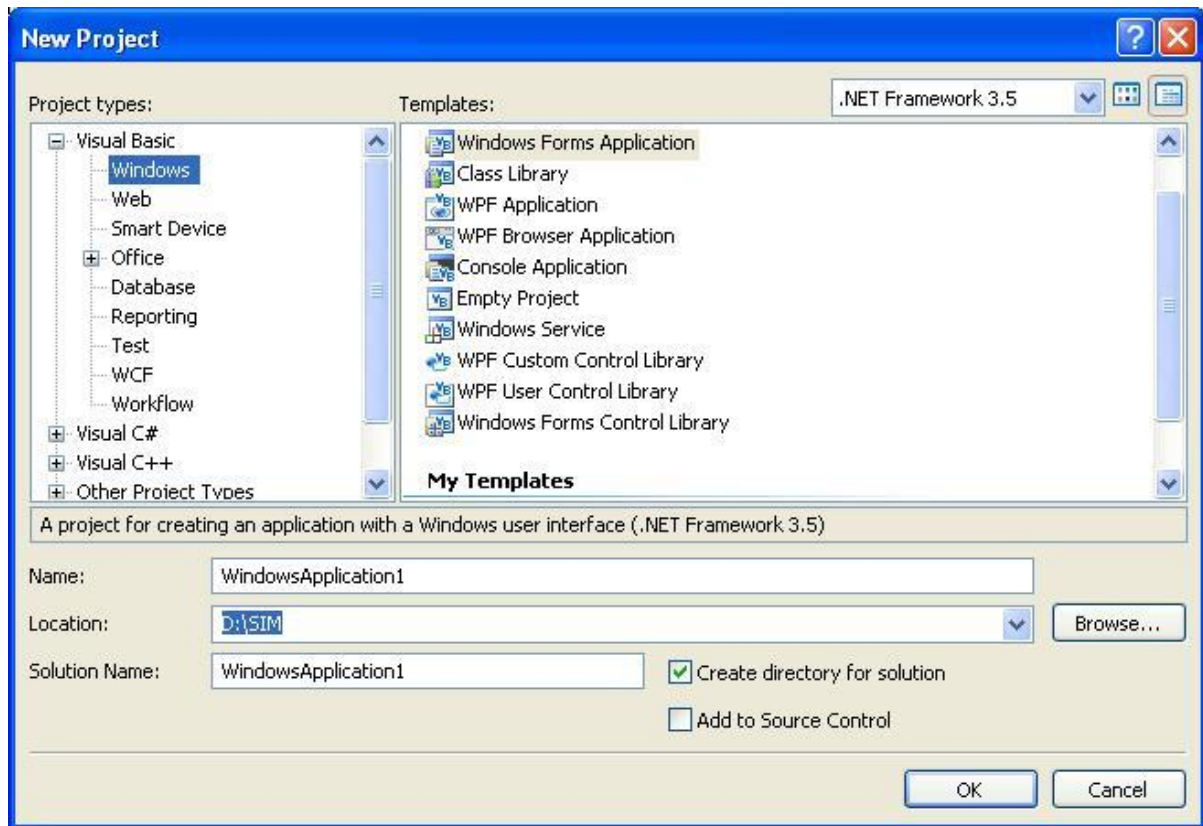 New Project
Project types:
Templates:
.NET Framework 3.5
Visual Basic
Windows
Web
Smart Device
Office
Database
Reporting
Test
WCF
Workflow
Visual C#
Visual C++
Other Project Types
Windows Forms Application
Class Library
WPF Application
WPF Browser Application
Console Application
Empty Project
Windows Service
WPF Custom Control Library
WPF User Control Library
Windows Forms Control Library
My Templates
A project for creating an application with a Windows user interface (.NET Framework 3.5)
Name:
WindowsApplication1
Location:
D:\SIM
Browse...
Solution Name:
WindowsApplication1
Create directory for solution
Add to Source Control
OK
Cancel